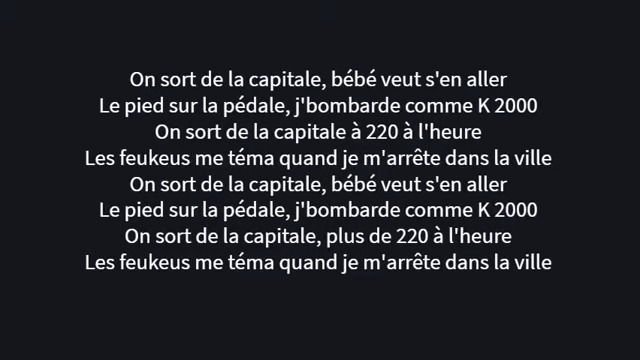 On sort de la capitale, bébé veut s'en aller
Le pied sur la pédale, j'bombarde comme K 2000
On sort de la capitale à 220 à l'heure
Les feukeus me téma quand je m'arrête dans la ville
On sort de la capitale, bébé veut s'en aller
Le pied sur la pédale, j'bombarde comme K 2000
On sort de la capitale, plus de 220 à l'heure
Les feukeus me téma quand je m'arrête dans la ville